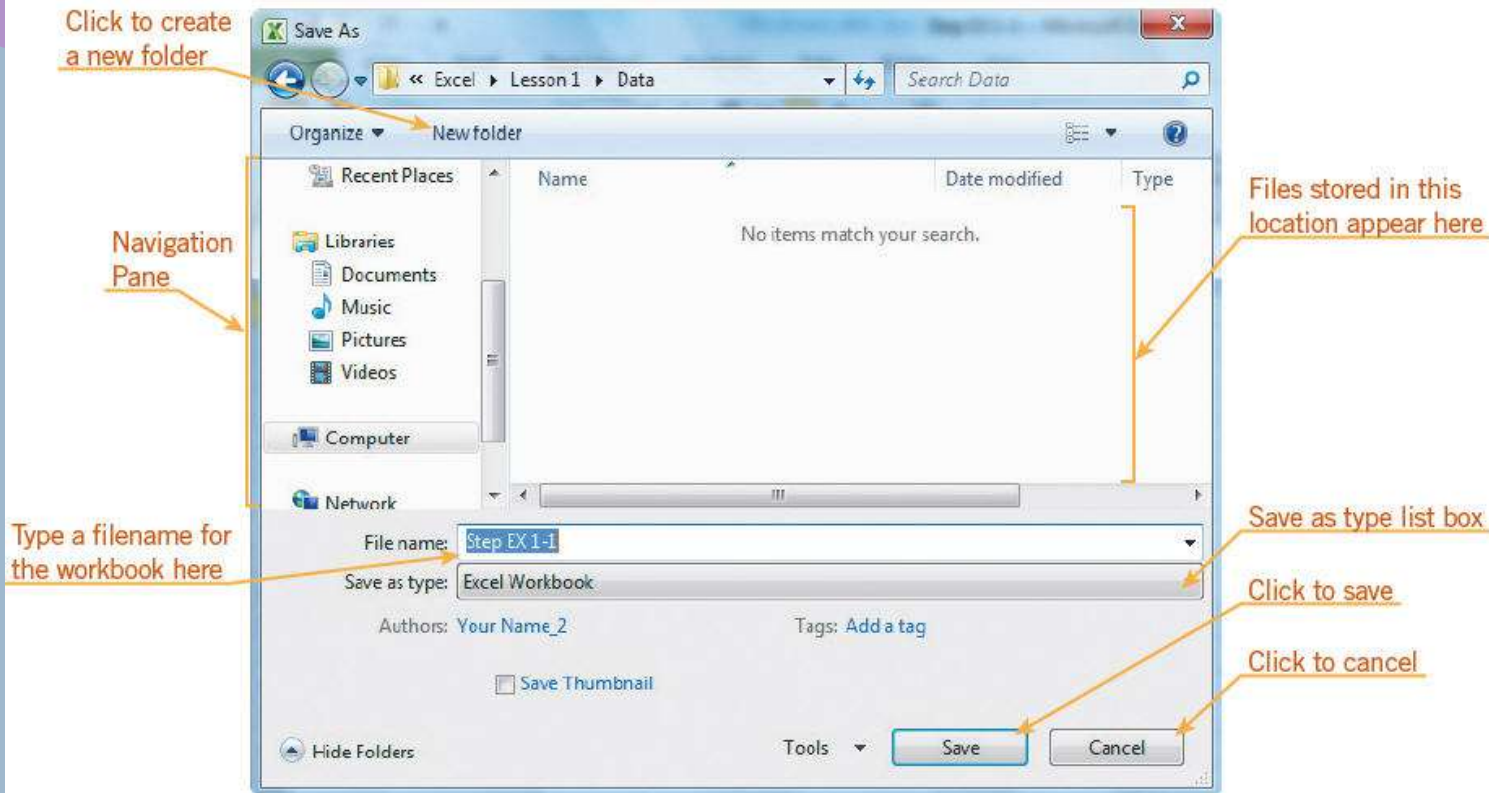 Click to create
a new folder
Save As
« Excel ▸ Lesson 1 ▸ Data
Search Data
Organize
New folder
Recent Places
Name
Date modified
Type
Files stored in this
location appear here
No items match your search.
Navigation
Pane
Libraries
Documents
Music
Pictures
Videos
Computer
Network
Type a filename for
the workbook here
File name: Step EX 1-1
Save as type: Excel Workbook
Save as type list box
Authors: Your Name_2
Tags: Add a tag
Click to save
Save Thumbnail
Click to cancel
Hide Folders
Tools
Save
Cancel